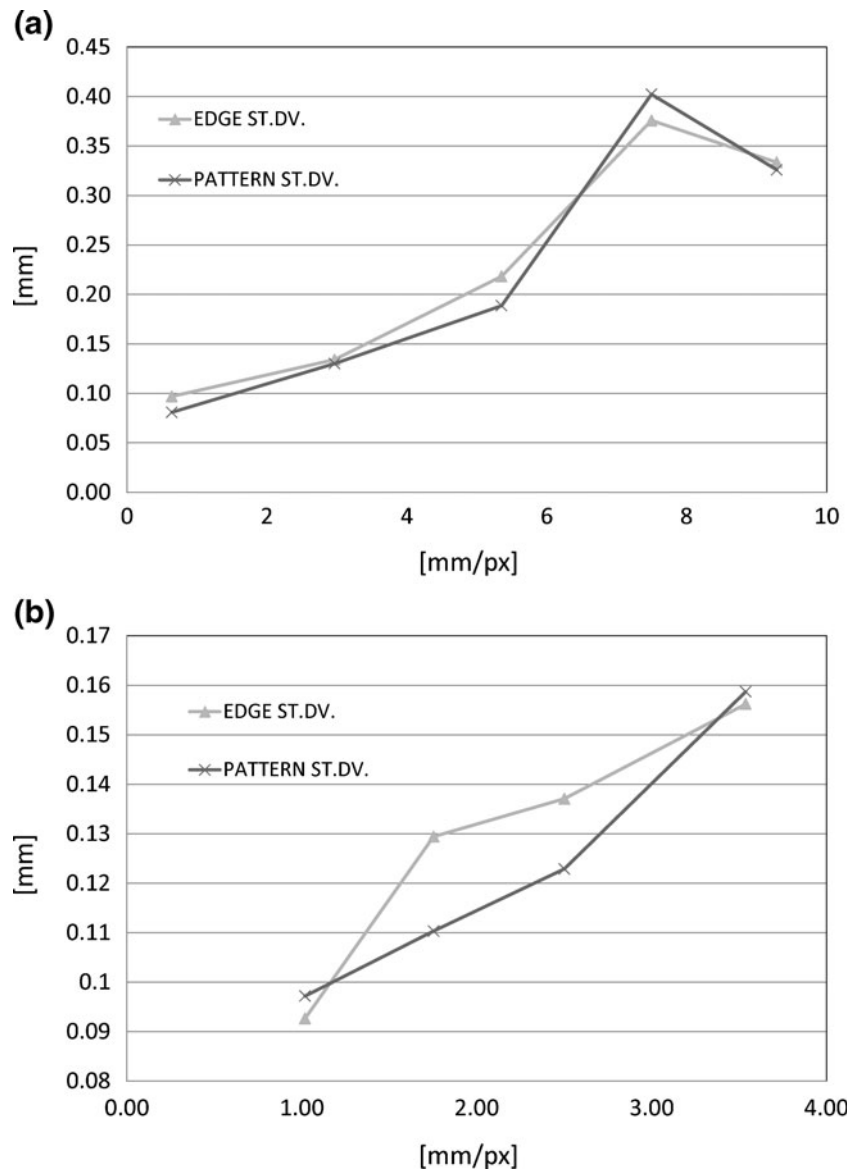 (a)
0.45
0.40
0.35
0.30
0.25
0.20
0.15
0.10
0.05
0.00
EDGE ST.DV.
PATTERN ST.DV.
[mm]
0 2 4 6 8 10
[mm/px]
(b)
0.17
0.16
0.15
0.14
0.13
0.12
0.11
0.1
0.09
0.08
EDGE ST.DV.
PATTERN ST.DV.
[mm]
0.00 1.00 2.00 3.00 4.00
[mm/px]